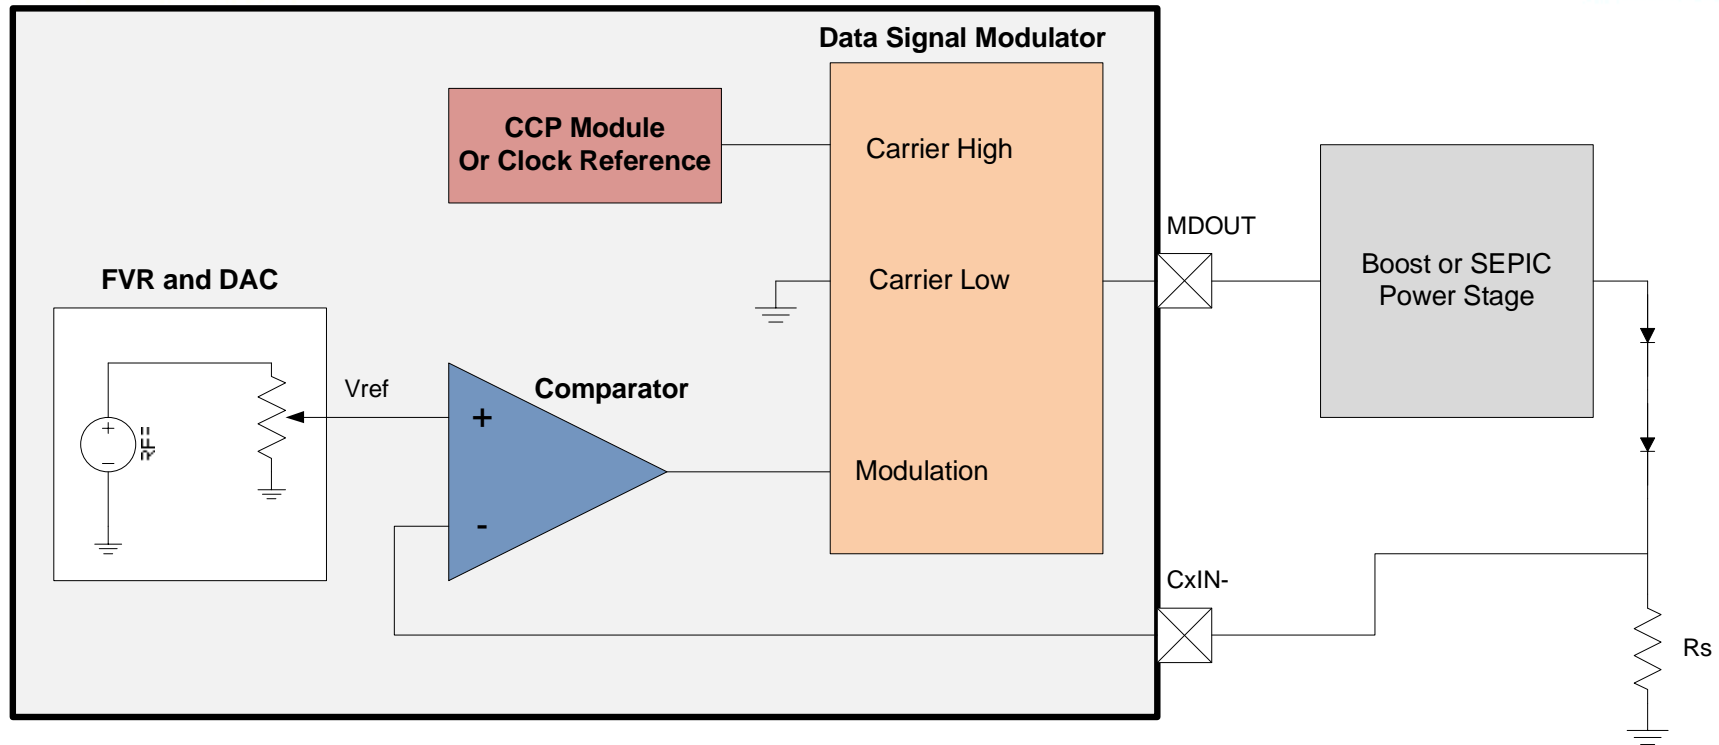 Data Signal Modulator
CCP Module
Or Clock Reference
Carrier High
MDOUT
Boost or SEPIC
Power Stage
FVR and DAC
Carrier Low
Vref
Comparator
+
+
-
Modulation
-
CxIN-
Rs